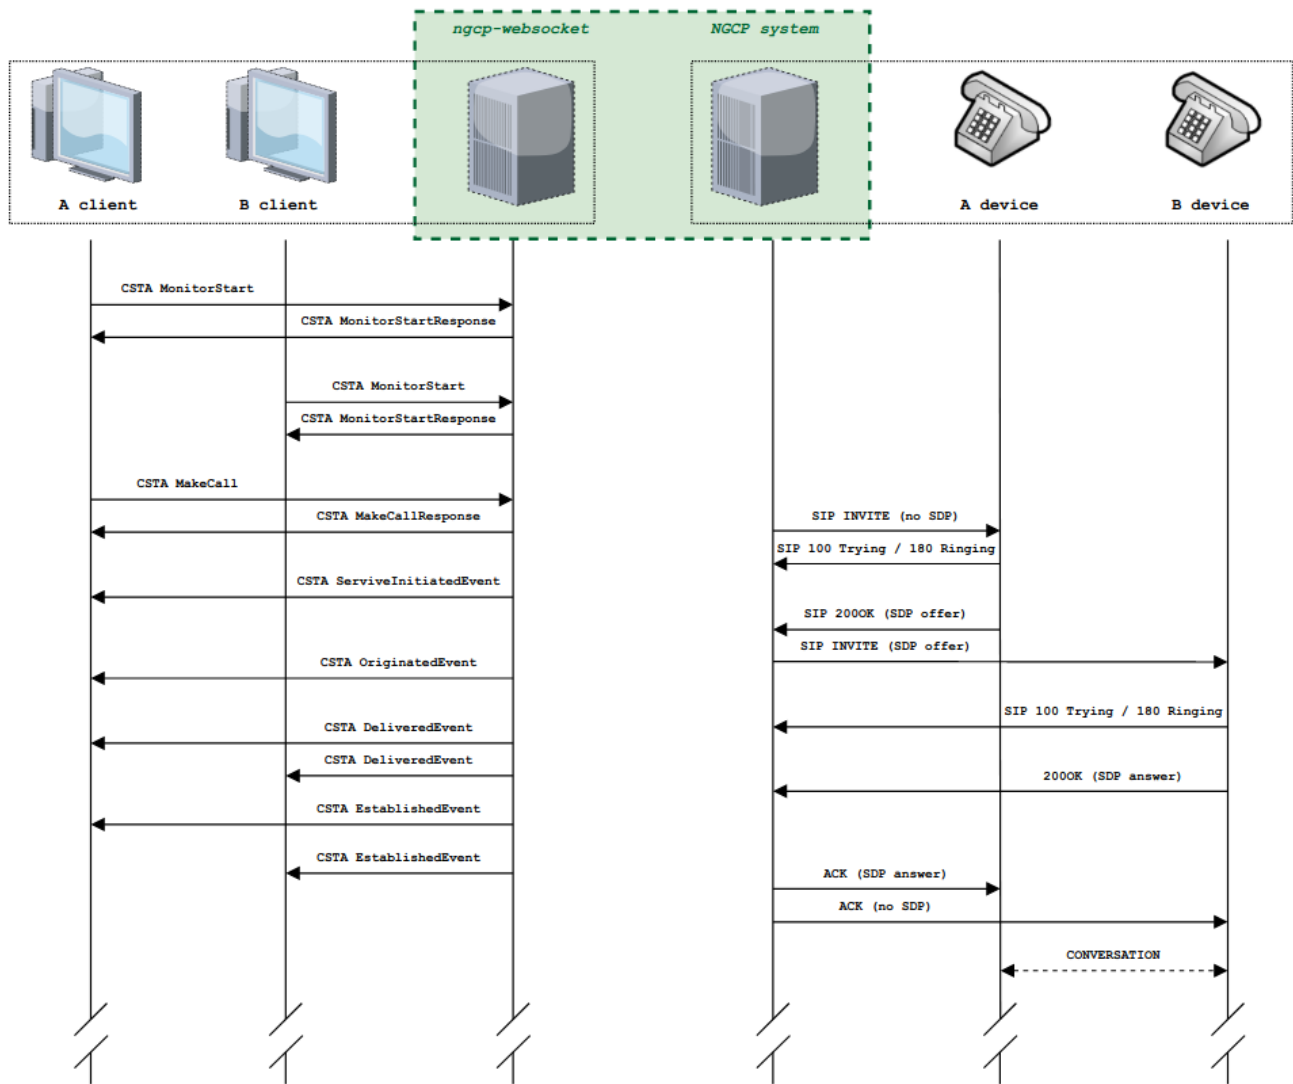 ngcp-websocket
NGCP system
A client
B client
A device
B device
CSTA MonitorStart
CSTA MonitorStartResponse
CSTA MonitorStart
CSTA MonitorStartResponse
CSTA MakeCall
CSTA MakeCallResponse
SIP INVITE (no SDP)
SIP 100 Trying / 180 Ringing
CSTA ServiveInitiatedEvent
SIP 200OK (SDP offer)
SIP INVITE (SDP offer)
CSTA OriginatedEvent
SIP 100 Trying / 180 Ringing
CSTA DeliveredEvent
CSTA DeliveredEvent
200OK (SDP answer)
CSTA EstablishedEvent
CSTA EstablishedEvent
ACK (SDP answer)
ACK (no SDP)
CONVERSATION